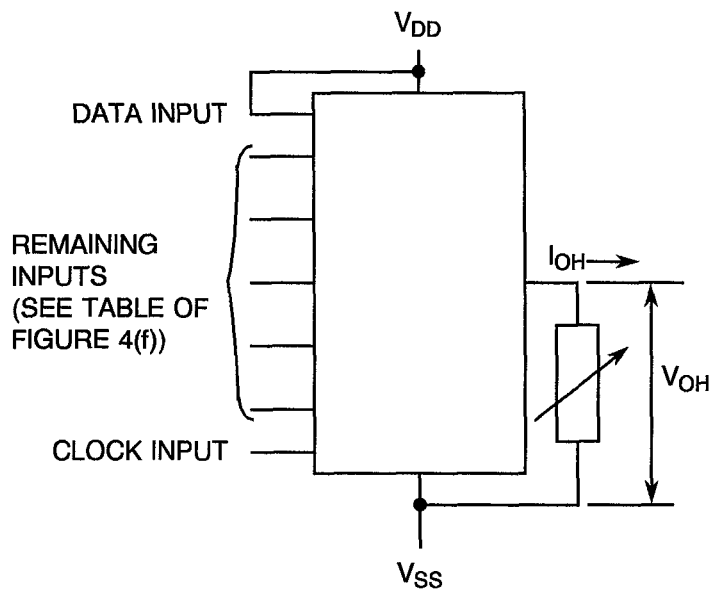 VDD
DATA INPUT
REMAINING
INPUTS
(SEE TABLE OF
FIGURE 4(f))
IOH
VOH
CLOCK INPUT
VSS